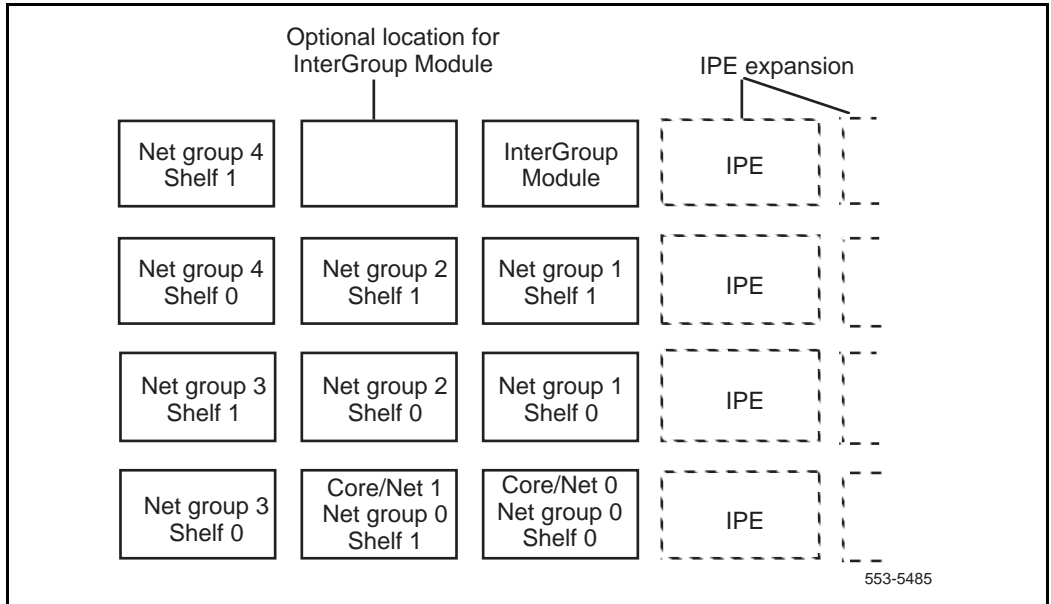 Optional location for
InterGroup Module
IPE expansion
Net group 4
Shelf 1
InterGroup
Module
IPE
Net group 4
Shelf 0
Net group 2
Shelf 1
Net group 1
Shelf 1
IPE
Net group 3
Shelf 1
Net group 2
Shelf 0
Net group 1
Shelf 0
IPE
Net group 3
Shelf 0
Core/Net 1
Net group 0
Shelf 1
Core/Net 0
Net group 0
Shelf 0
IPE
553-5485